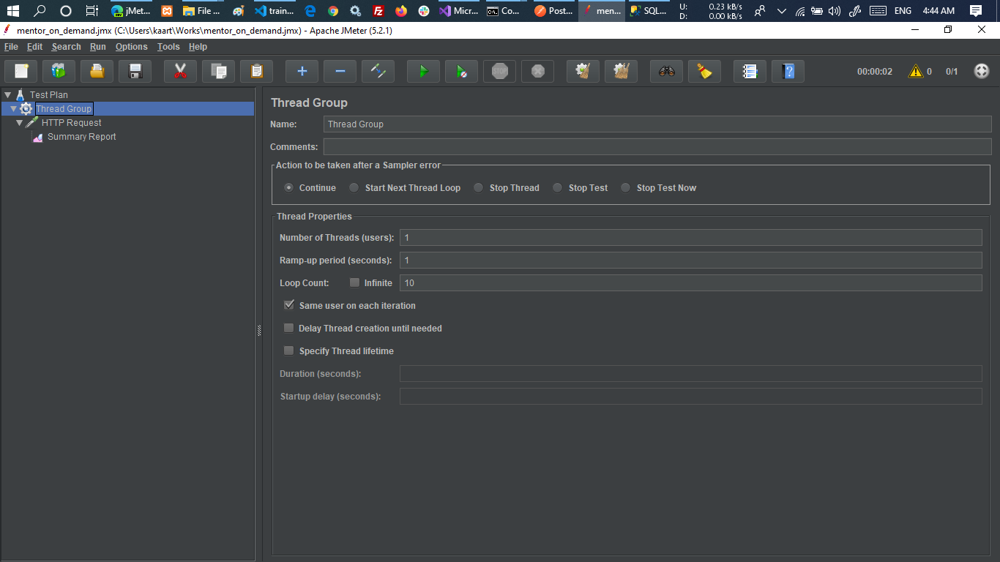 jMet... File ... train... Micr... Co... Post... men... SQL... U: 0.23 kB/s ENG 4:44 AM
D: 0.00 kB/s
mentor_on_demand.jmx (C:\Users\kaart\Works\mentor_on_demand.jmx) - Apache JMeter (5.2.1)
File Edit Search Run Options Tools Help
STOP 00:00:02 0 0/1
Test Plan
Thread Group
HTTP Request
Summary Report
Thread Group
Name: Thread Group
Comments:
Action to be taken after a Sampler error
Continue Start Next Thread Loop Stop Thread Stop Test Stop Test Now
Thread Properties
Number of Threads (users): 1
Ramp-up period (seconds): 1
Loop Count: Infinite 10
Same user on each iteration
Delay Thread creation until needed
Specify Thread lifetime
Duration (seconds):
Startup delay (seconds):